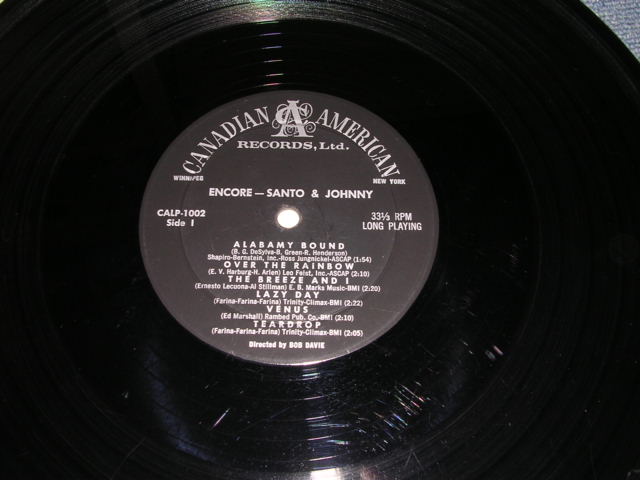 CANADIAN A AMERICAN
RECORDS, Ltd.
WINNIPEG NEW YORK
ENCORE — SANTO & JOHNNY
CALP-1002 33⅓ RPM
Side 1 LONG PLAYING
ALABAMY BOUND
(B. G. DeSylva-B. Green-R. Henderson)
Shapiro-Bernstein, Inc.-Ross Jungnickel-ASCAP (1:54)
OVER THE RAINBOW
(E. V. Harburg-H. Arlen) Leo Feist, Inc.-ASCAP (2:10)
THE BREEZE AND I
(Ernesto Lecuona-Al Stillman) E. B. Marks Music-BMI (2:20)
LAZY DAY
(Farina-Farina-Farina) Trinity-Climax-BMI (2:22)
VENUS
(Ed Marshall) Rambed Pub. Co.-BMI (2:10)
TEARDROP
(Farina-Farina-Farina) Trinity-Climax-BMI (2:05)
Directed by BOB DAVIE